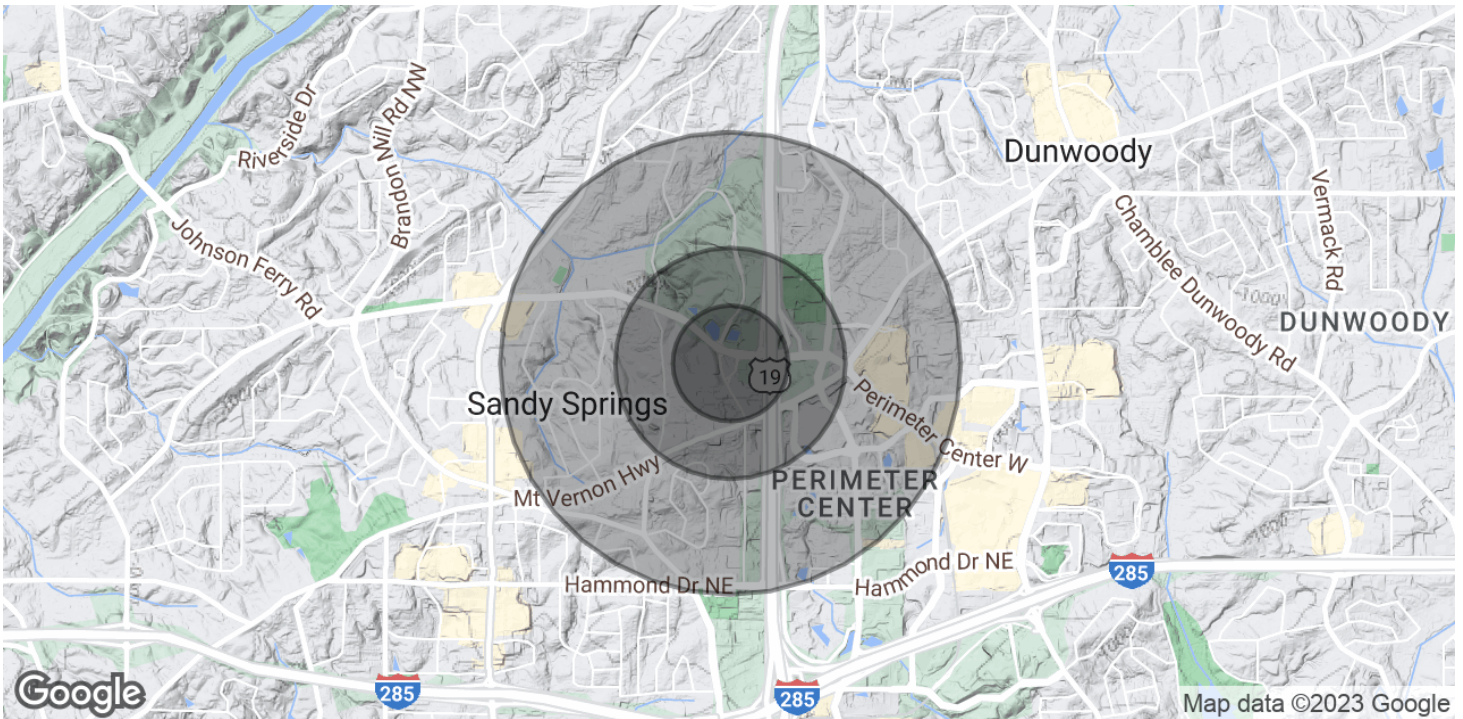 Riverside Dr
Brandon Mill Rd NW
Johnson Ferry Rd
Dunwoody
Vermack Rd
Chamblee Dunwoody Rd
1000
DUNWOODY
19
Sandy Springs
Perimeter Center W
Mt Vernon Hwy
PERIMETER
CENTER
Hammond Dr NE
Hammond Dr NE
285
285
285
Google
Map data ©2023 Google